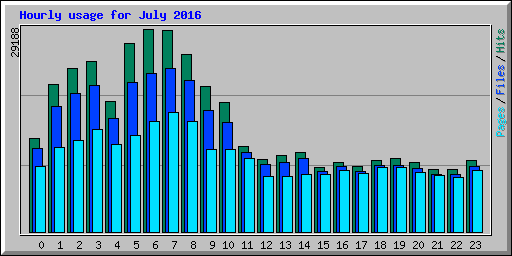 Hourly usage for July 2016
29188
Pages / Files / Hits
0 1 2 3 4 5 6 7 8 9 10 11 12 13 14 15 16 17 18 19 20 21 22 23